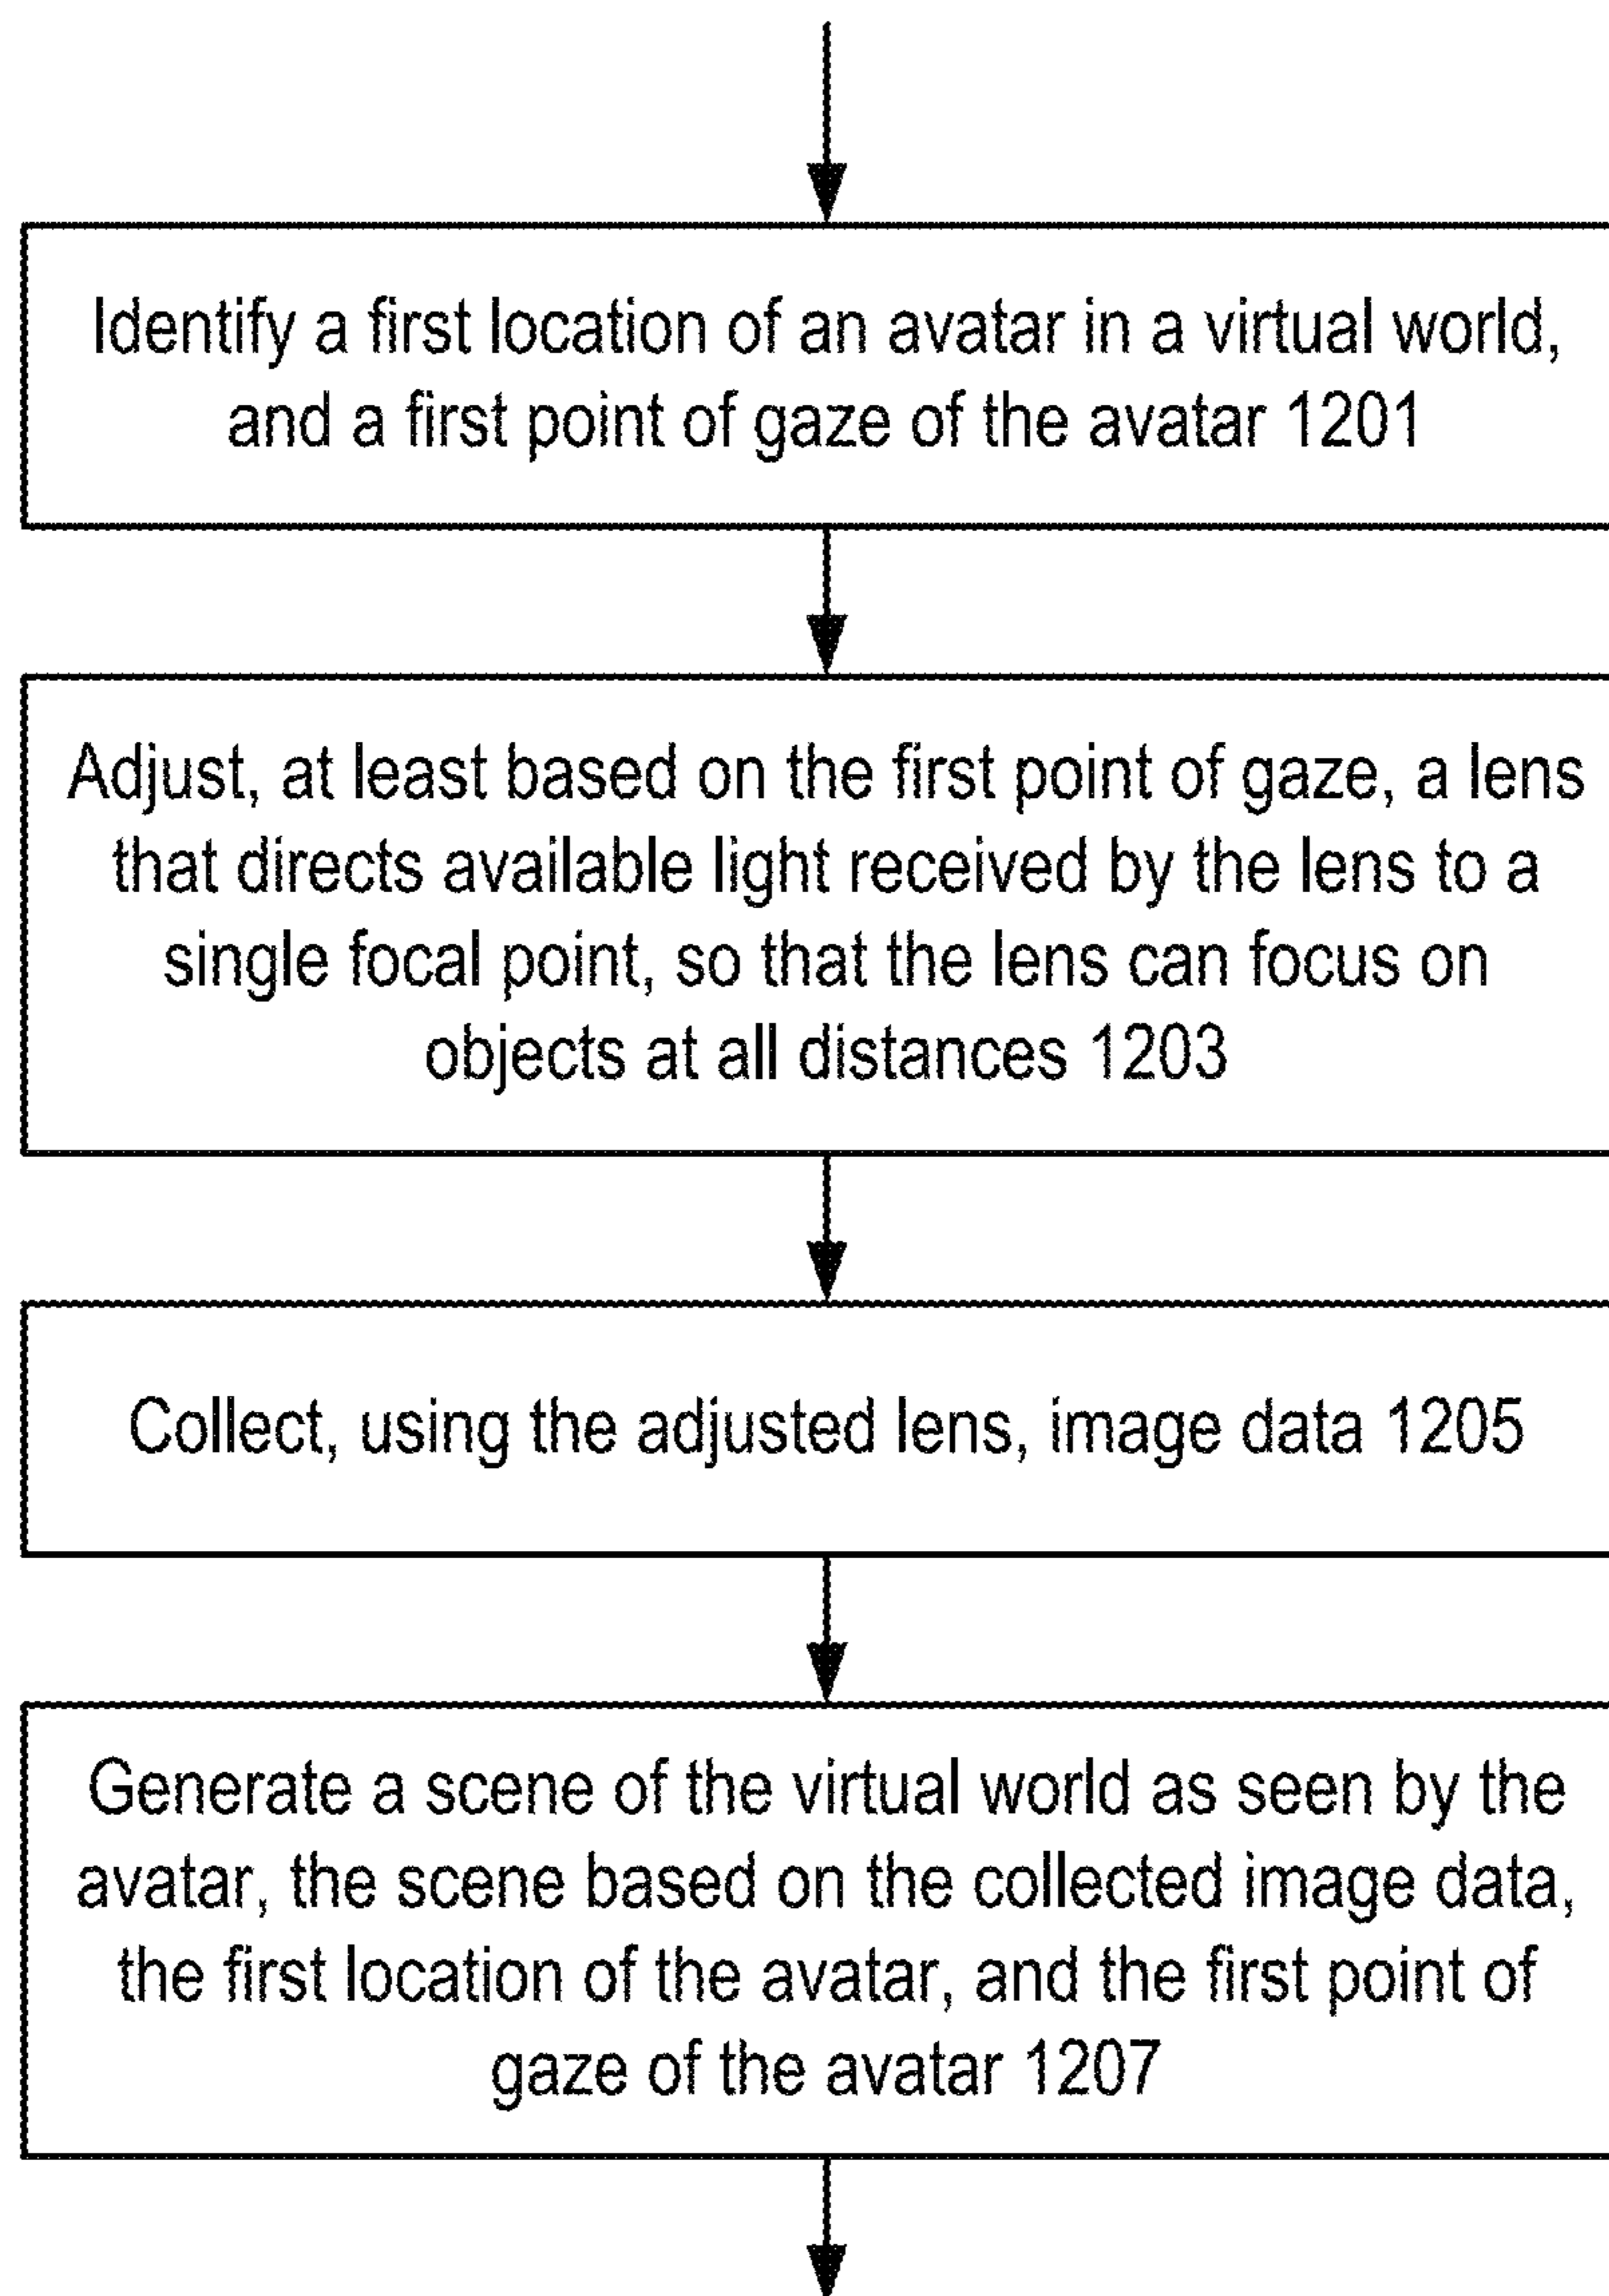 Identify a first location of an avatar in a virtual world,
and a first point of gaze of the avatar 1201
Adjust, at least based on the first point of gaze, a lens
that directs available light received by the lens to a
single focal point, so that the lens can focus on
objects at all distances 1203
Collect, using the adjusted lens, image data 1205
Generate a scene of the virtual world as seen by the
avatar, the scene based on the collected image data,
the first location of the avatar, and the first point of
gaze of the avatar 1207